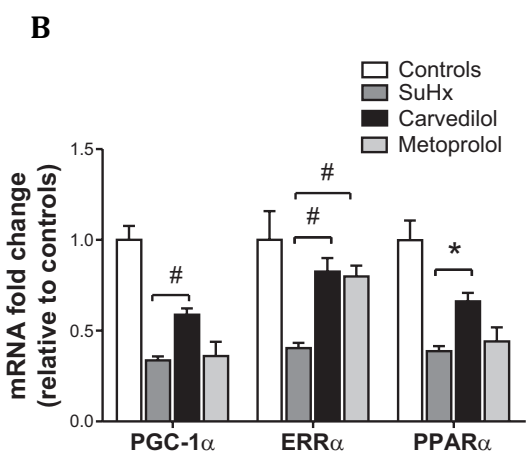 B
Controls
SuHx
Carvedilol
Metoprolol
mRNA fold change
(relative to controls)
1.5
1.0
0.5
0.0
#
#
#
*
PGC-1α
ERRα
PPARα